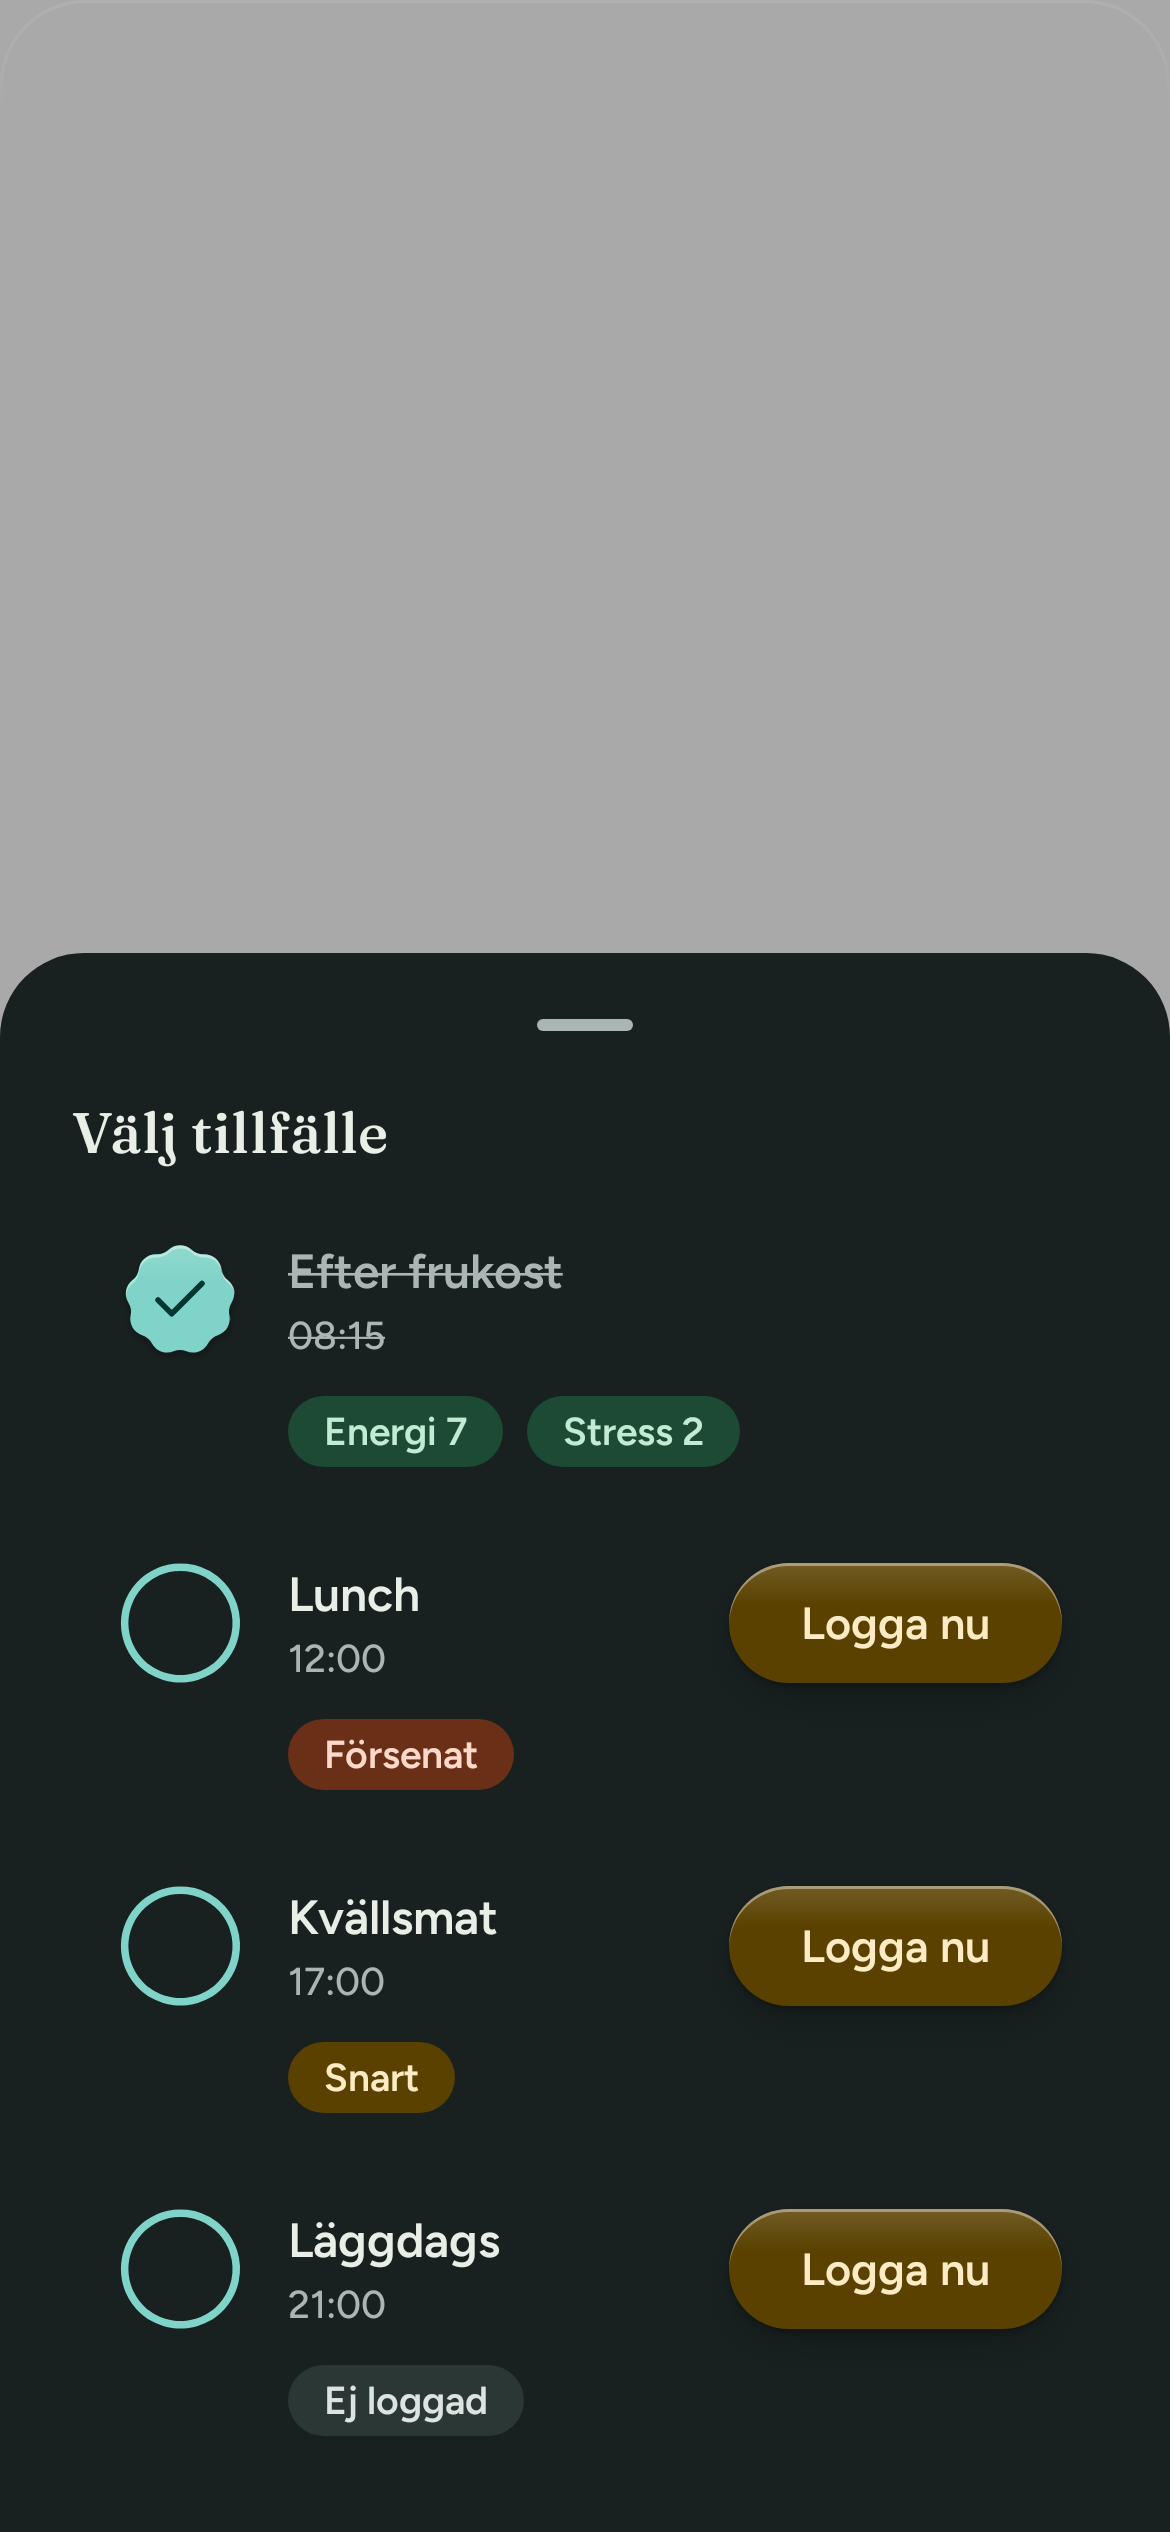 Välj tillfälle
Efter frukost
08:15
Energi 7 Stress 2
Lunch
12:00
Logga nu
Försenat
Kvällsmat
17:00
Logga nu
Snart
Läggdags
21:00
Logga nu
Ej loggad